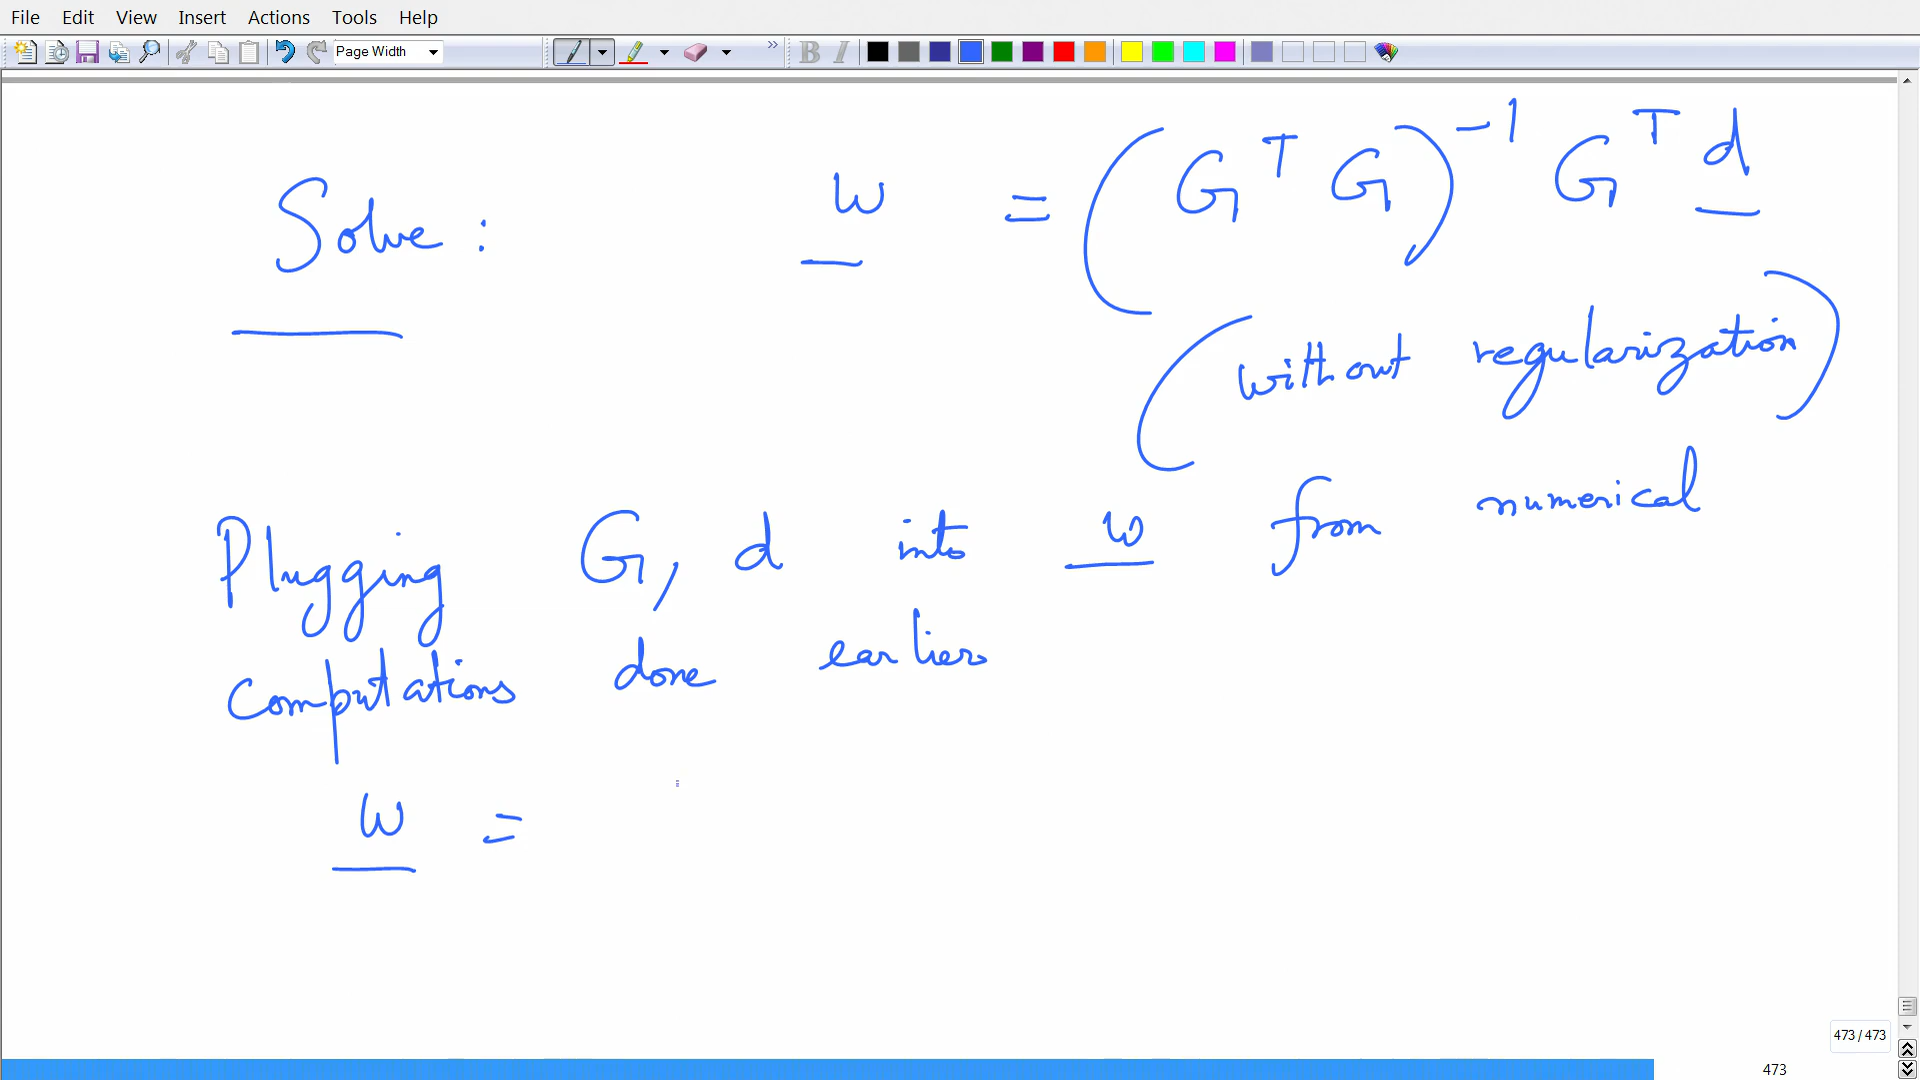 File Edit View Insert Actions Tools Help
Page Width
B I
Solve : w = (G^T G)^-1 G^T d
(without regularization)
Plugging G, d into w from numerical
computations done earlier
w =
473 / 473
473